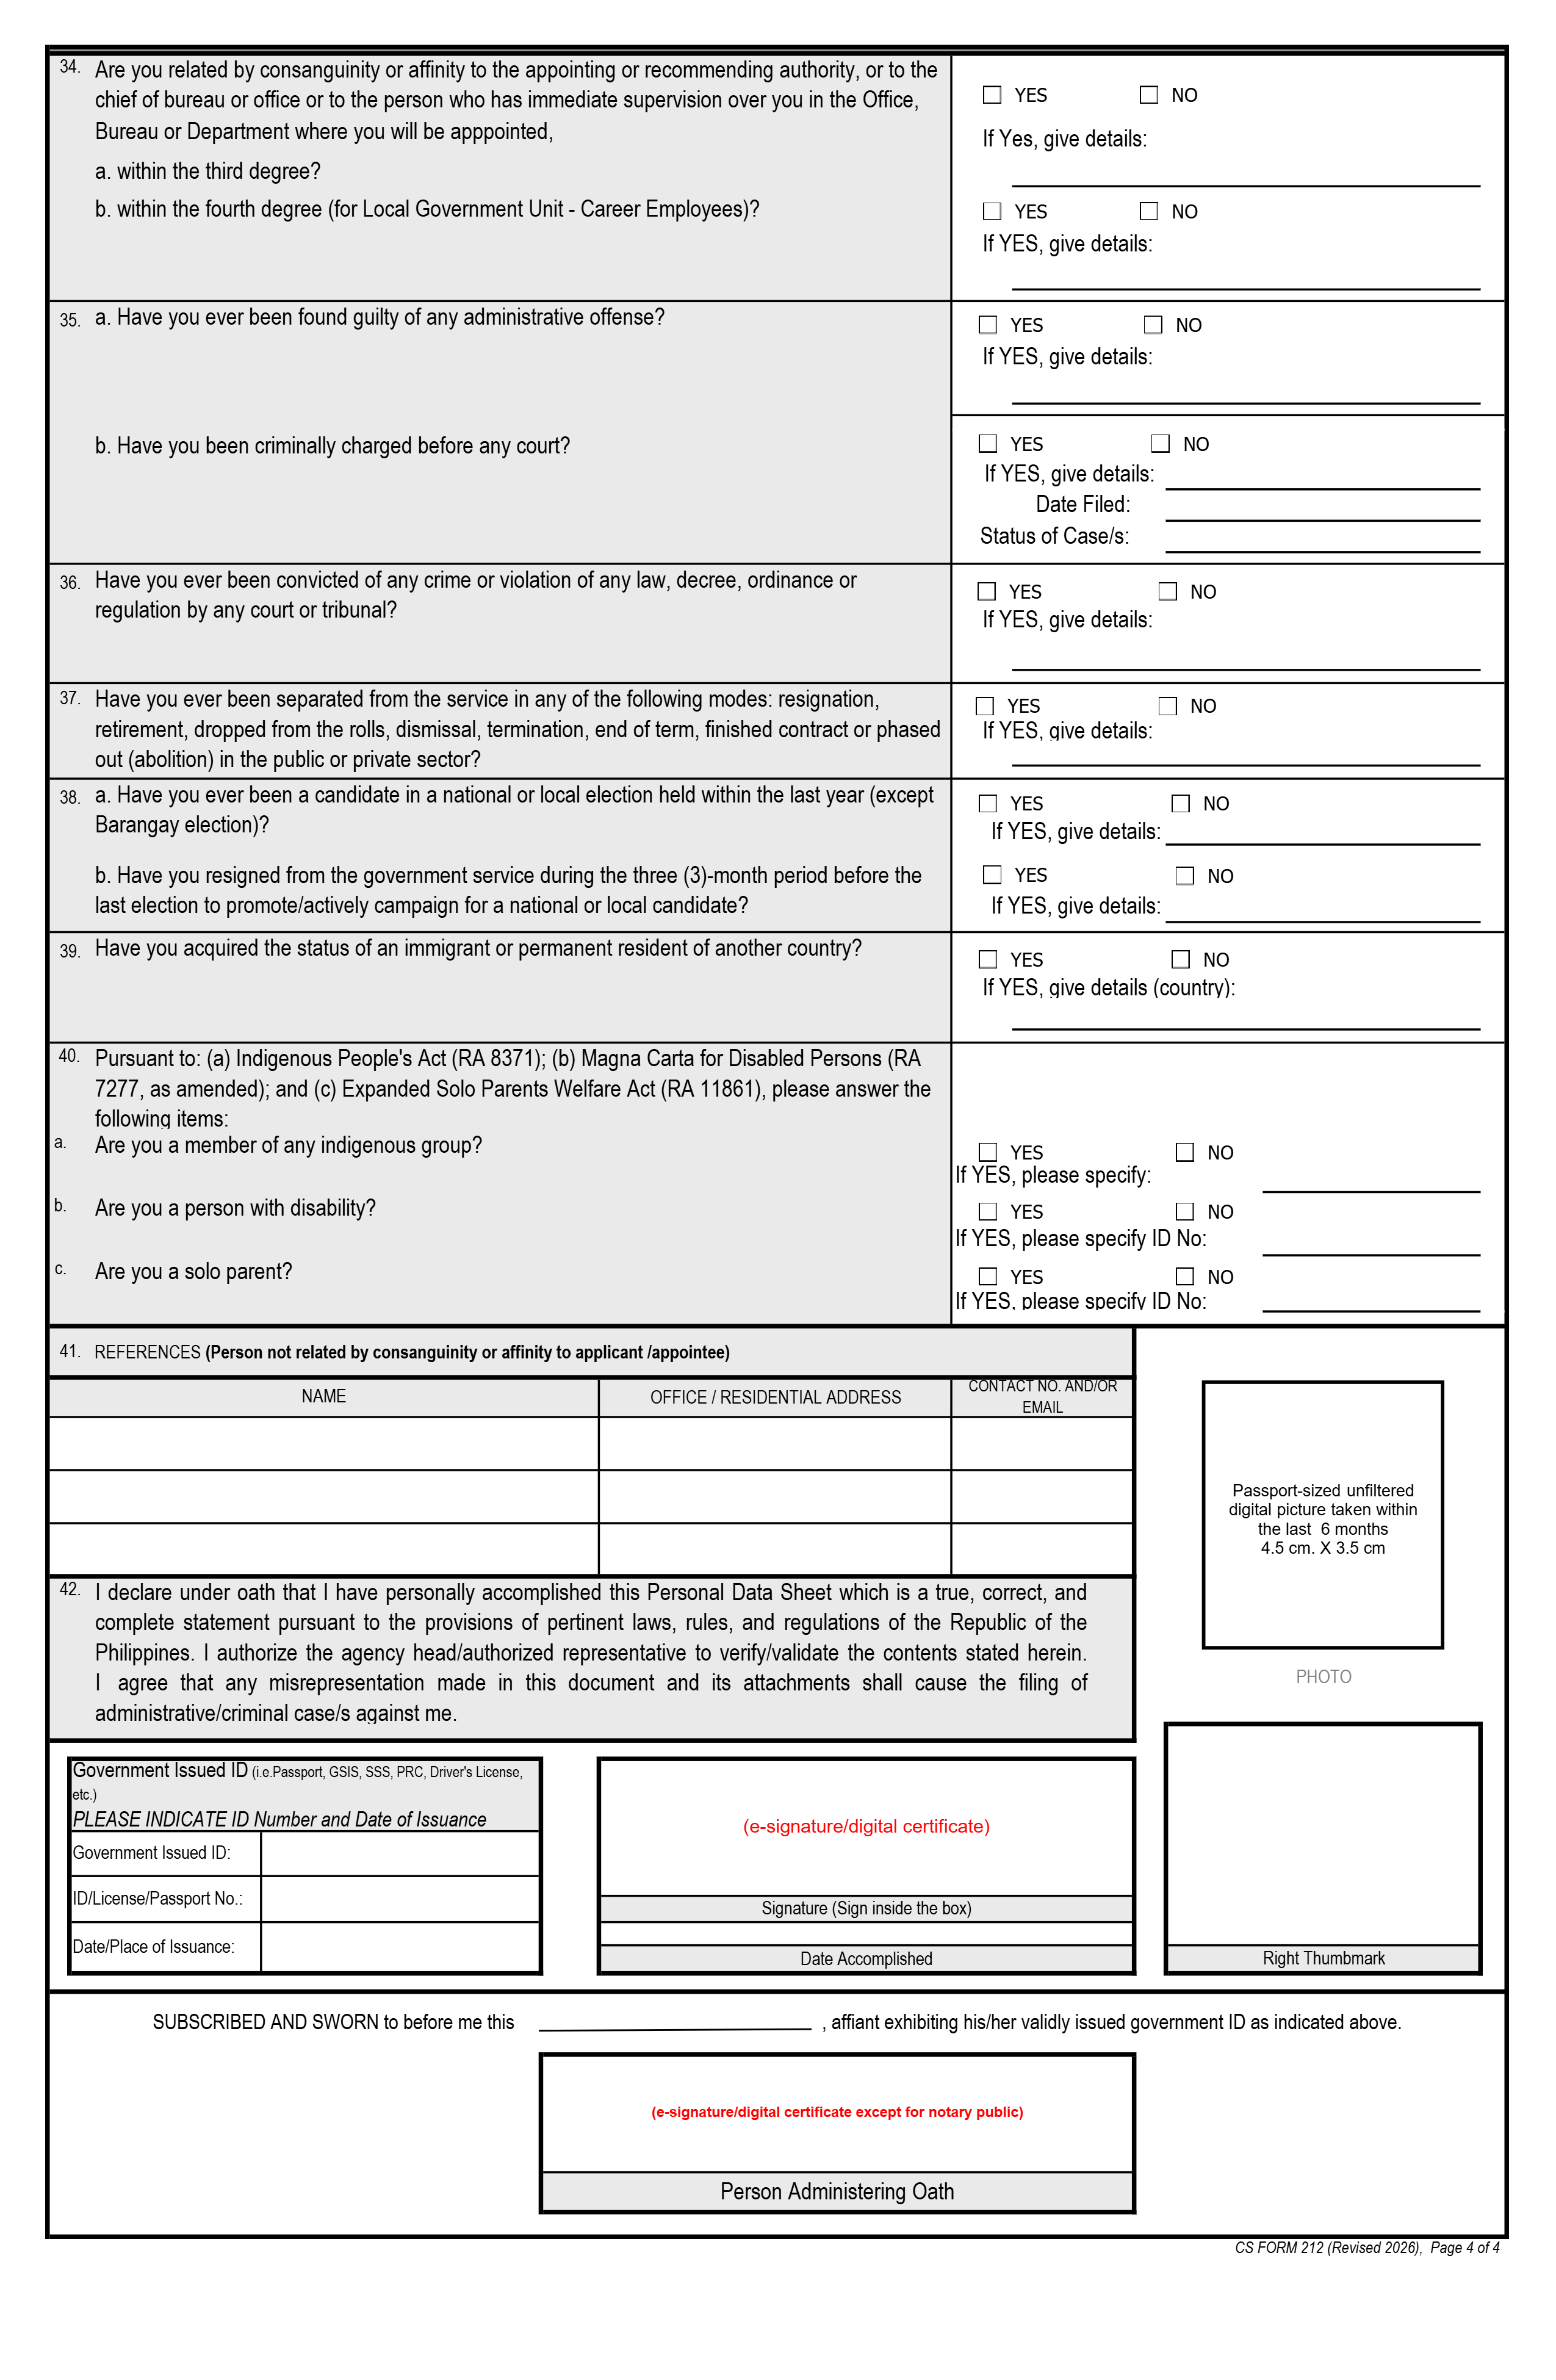 34. Are you related by consanguinity or affinity to the appointing or recommending authority, or to the
chief of bureau or office or to the person who has immediate supervision over you in the Office,
Bureau or Department where you will be apppointed,
a. within the third degree?
b. within the fourth degree (for Local Government Unit - Career Employees)?
YES NO
If Yes, give details:
YES NO
If YES, give details:
35. a. Have you ever been found guilty of any administrative offense?
YES NO
If YES, give details:
b. Have you been criminally charged before any court?
YES NO
If YES, give details:
Date Filed:
Status of Case/s:
36. Have you ever been convicted of any crime or violation of any law, decree, ordinance or
regulation by any court or tribunal?
YES NO
If YES, give details:
37. Have you ever been separated from the service in any of the following modes: resignation,
retirement, dropped from the rolls, dismissal, termination, end of term, finished contract or phased
out (abolition) in the public or private sector?
YES NO
If YES, give details:
38. a. Have you ever been a candidate in a national or local election held within the last year (except
Barangay election)?
YES NO
If YES, give details:
b. Have you resigned from the government service during the three (3)-month period before the
last election to promote/actively campaign for a national or local candidate?
YES NO
If YES, give details:
39. Have you acquired the status of an immigrant or permanent resident of another country?
YES NO
If YES, give details (country):
40. Pursuant to: (a) Indigenous People's Act (RA 8371); (b) Magna Carta for Disabled Persons (RA
7277, as amended); and (c) Expanded Solo Parents Welfare Act (RA 11861), please answer the
following items:
a. Are you a member of any indigenous group?
YES NO
If YES, please specify:
b. Are you a person with disability?
YES NO
If YES, please specify ID No:
c. Are you a solo parent?
YES NO
If YES, please specify ID No:
41. REFERENCES (Person not related by consanguinity or affinity to applicant /appointee)
NAME
OFFICE / RESIDENTIAL ADDRESS
CONTACT NO. AND/OR
EMAIL
Passport-sized unfiltered
digital picture taken within
the last 6 months
4.5 cm. X 3.5 cm
PHOTO
42. I declare under oath that I have personally accomplished this Personal Data Sheet which is a true, correct, and
complete statement pursuant to the provisions of pertinent laws, rules, and regulations of the Republic of the
Philippines. I authorize the agency head/authorized representative to verify/validate the contents stated herein.
I agree that any misrepresentation made in this document and its attachments shall cause the filing of
administrative/criminal case/s against me.
Government Issued ID (i.e.Passport, GSIS, SSS, PRC, Driver's License,
etc.)
PLEASE INDICATE ID Number and Date of Issuance
Government Issued ID:
ID/License/Passport No.:
Date/Place of Issuance:
(e-signature/digital certificate)
Signature (Sign inside the box)
Date Accomplished
Right Thumbmark
SUBSCRIBED AND SWORN to before me this , affiant exhibiting his/her validly issued government ID as indicated above.
(e-signature/digital certificate except for notary public)
Person Administering Oath
CS FORM 212 (Revised 2026), Page 4 of 4